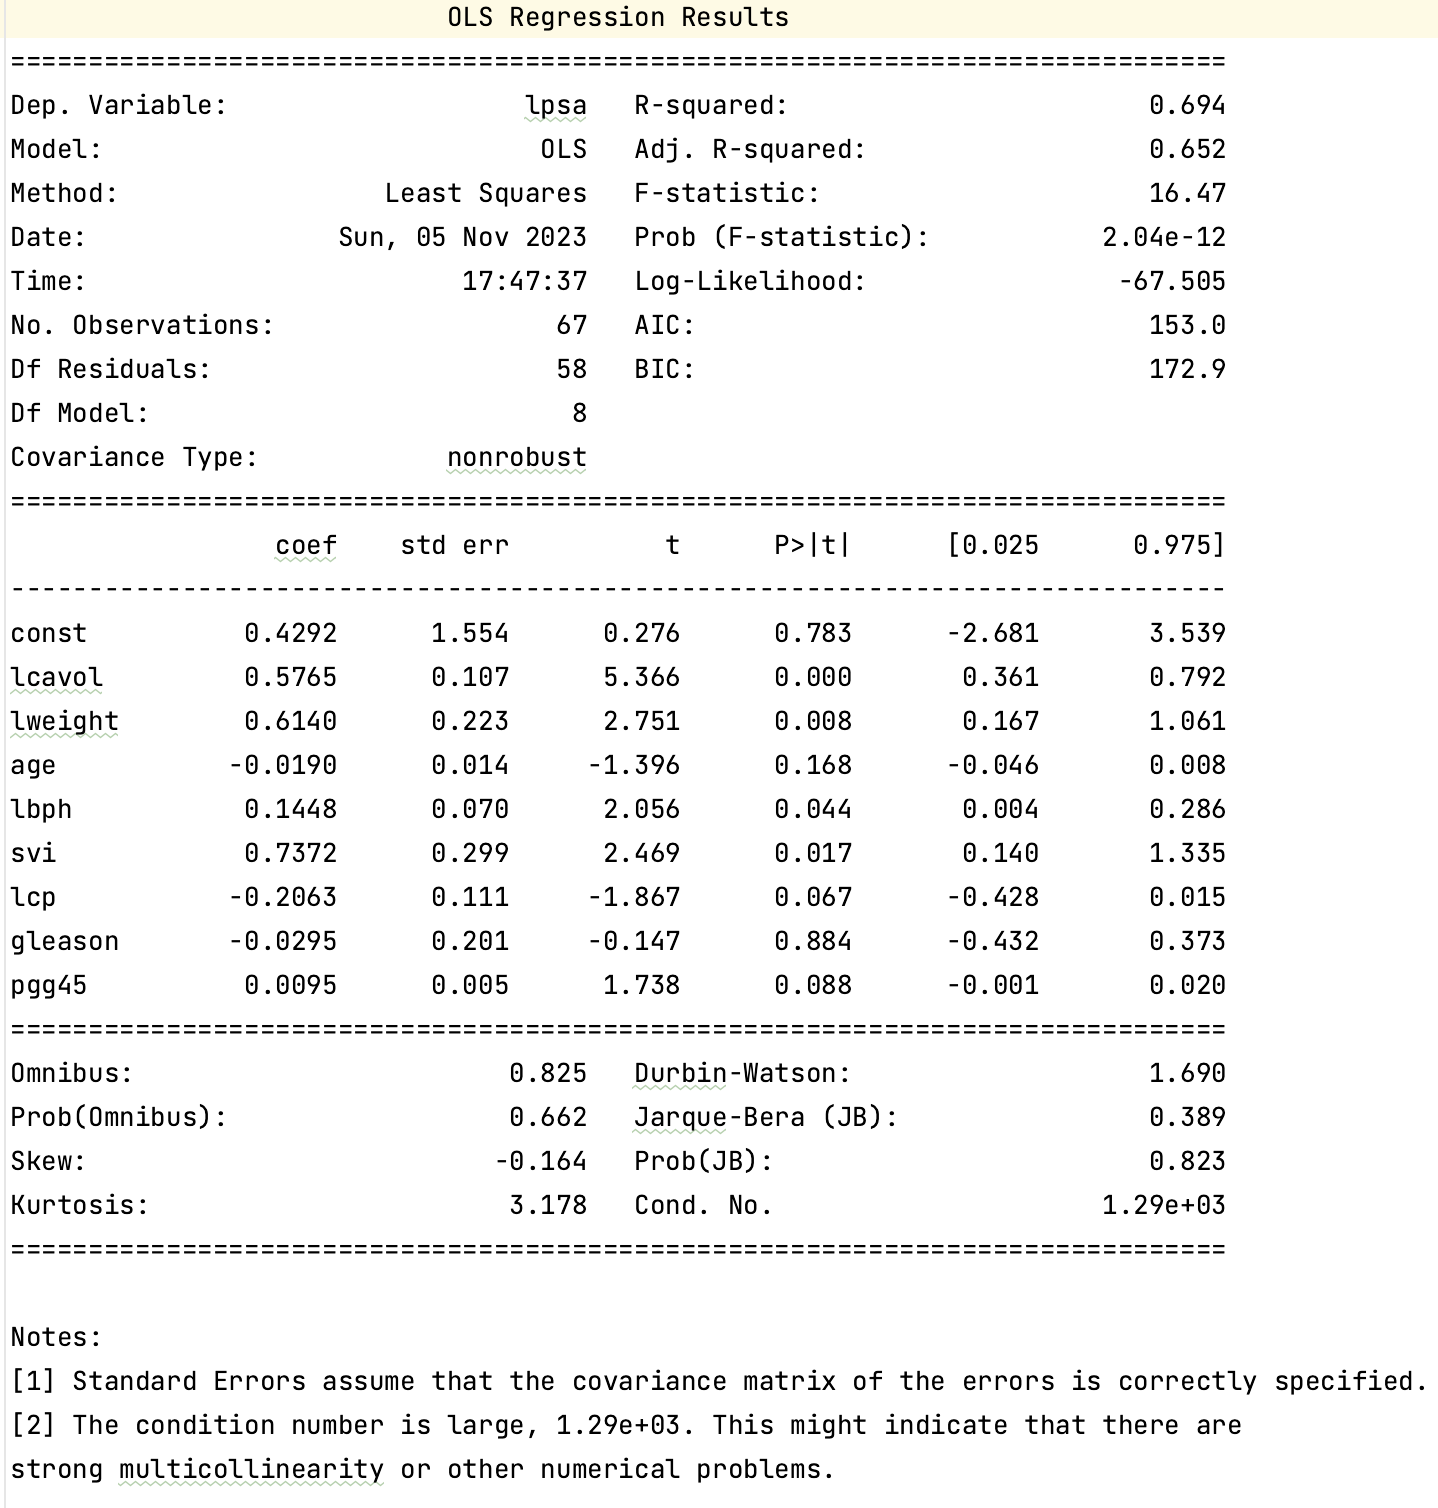 OLS Regression Results
==============================================================================
Dep. Variable:                   lpsa   R-squared:                       0.694
Model:                            OLS   Adj. R-squared:                  0.652
Method:                 Least Squares   F-statistic:                     16.47
Date:                Sun, 05 Nov 2023   Prob (F-statistic):           2.04e-12
Time:                        17:47:37   Log-Likelihood:                -67.505
No. Observations:                  67   AIC:                             153.0
Df Residuals:                      58   BIC:                             172.9
Df Model:                           8
Covariance Type:            nonrobust
==============================================================================
                 coef    std err          t      P>|t|      [0.025      0.975]
------------------------------------------------------------------------------
const          0.4292      1.554      0.276      0.783      -2.681       3.539
lcavol         0.5765      0.107      5.366      0.000       0.361       0.792
lweight        0.6140      0.223      2.751      0.008       0.167       1.061
age           -0.0190      0.014     -1.396      0.168      -0.046       0.008
lbph           0.1448      0.070      2.056      0.044       0.004       0.286
svi            0.7372      0.299      2.469      0.017       0.140       1.335
lcp           -0.2063      0.111     -1.867      0.067      -0.428       0.015
gleason       -0.0295      0.201     -0.147      0.884      -0.432       0.373
pgg45          0.0095      0.005      1.738      0.088      -0.001       0.020
==============================================================================
Omnibus:                        0.825   Durbin-Watson:                   1.690
Prob(Omnibus):                  0.662   Jarque-Bera (JB):                0.389
Skew:                          -0.164   Prob(JB):                        0.823
Kurtosis:                       3.178   Cond. No.                     1.29e+03
==============================================================================

Notes:
[1] Standard Errors assume that the covariance matrix of the errors is correctly specified.
[2] The condition number is large, 1.29e+03. This might indicate that there are
strong multicollinearity or other numerical problems.